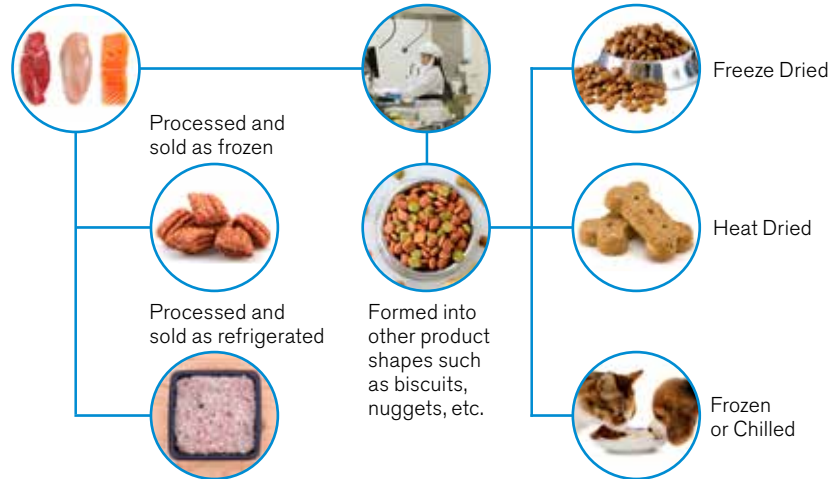 Freeze Dried
Processed and
sold as frozen
Heat Dried
Processed and
sold as refrigerated
Formed into
other product
shapes such
as biscuits,
nuggets, etc.
Frozen
or Chilled